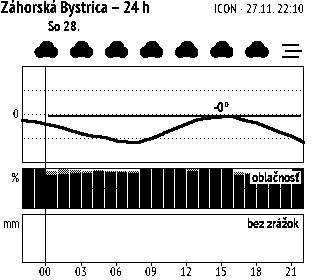 Záhorská Bystrica – 24 h
ICON - 27.11. 22:10
So 28.
0
-0°
%
oblačnosť
mm
bez zrážok
00 03 06 09 12 15 18 21